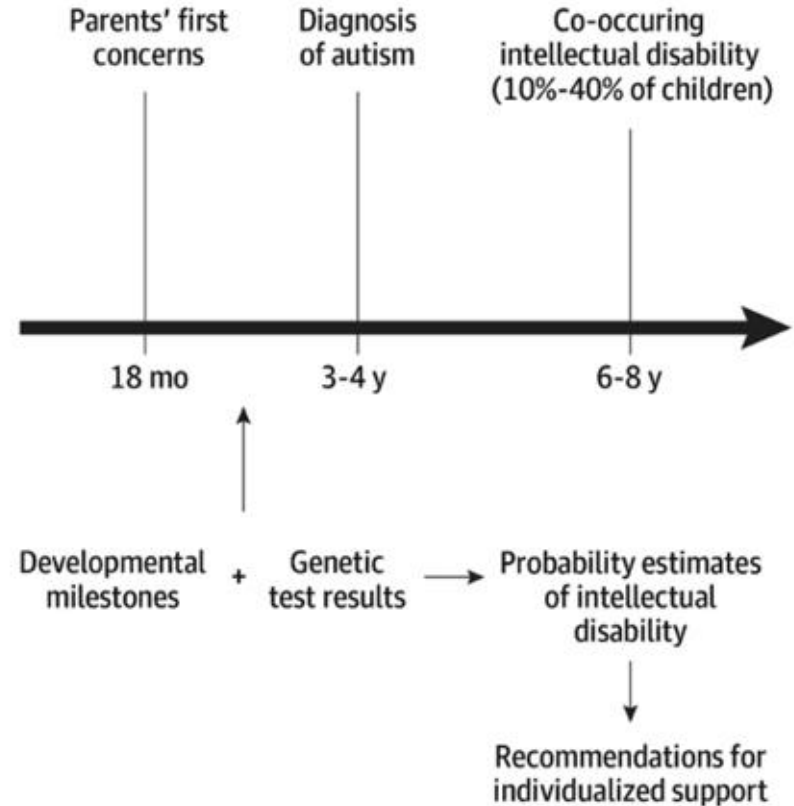 Parents' first
concerns
Diagnosis
of autism
Co-occuring
intellectual disability
(10%-40% of children)
18 mo
3-4 y
6-8 y
Developmental
milestones
+
Genetic
test results
Probability estimates
of intellectual
disability
Recommendations for
individualized support